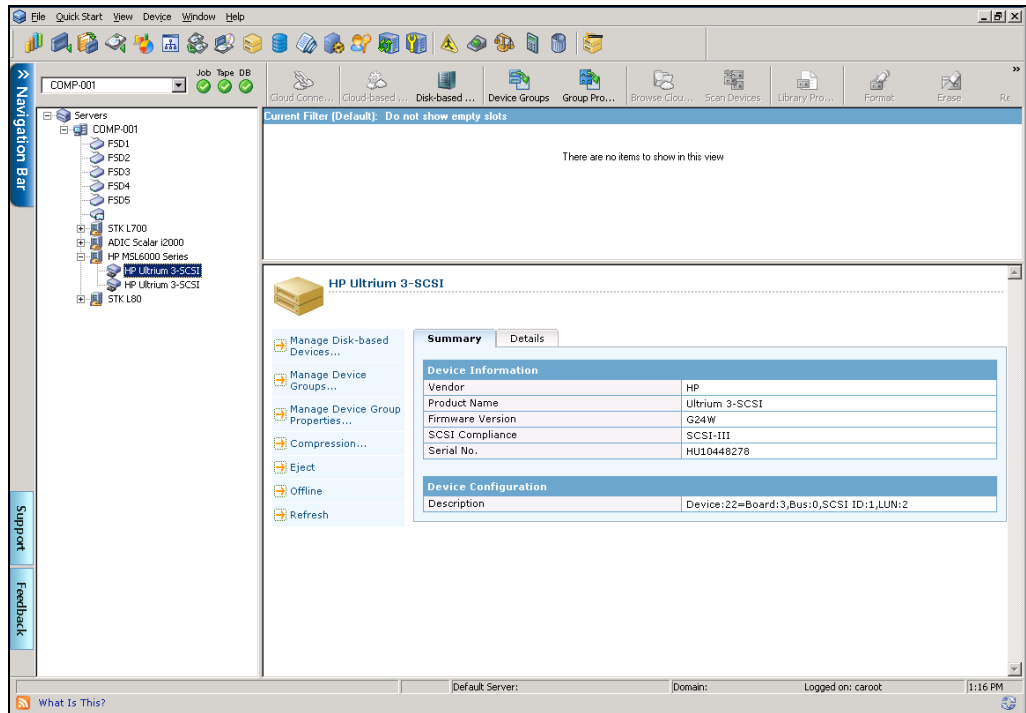 File Quick Start View Device Window Help
» Navigation Bar
COMP-001
Job Tape DB
Cloud Conne... Cloud-based ... Disk-based ... Device Groups Group Pro... Browse Clou... Scan Devices Library Pro... Format Erase Re
»
Servers
COMP-001
FSD1
FSD2
FSD3
FSD4
FSD5
STK L700
ADIC Scalar i2000
HP MSL6000 Series
HP Ultrium 3-SCSI
HP Ultrium 3-SCSI
STK L80
Current Filter (Default): Do not show empty slots
There are no items to show in this view
HP Ultrium 3-SCSI
Manage Disk-based
Devices...
Manage Device
Groups...
Manage Device Group
Properties...
Compression...
Eject
Offline
Refresh
Summary Details
Device Information
Vendor HP
Product Name Ultrium 3-SCSI
Firmware Version G24W
SCSI Compliance SCSI-III
Serial No. HU10448278
Device Configuration
Description Device:22=Board:3,Bus:0,SCSI ID:1,LUN:2
Support
Feedback
Default Server: Domain: Logged on: caroot 1:16 PM
What Is This?